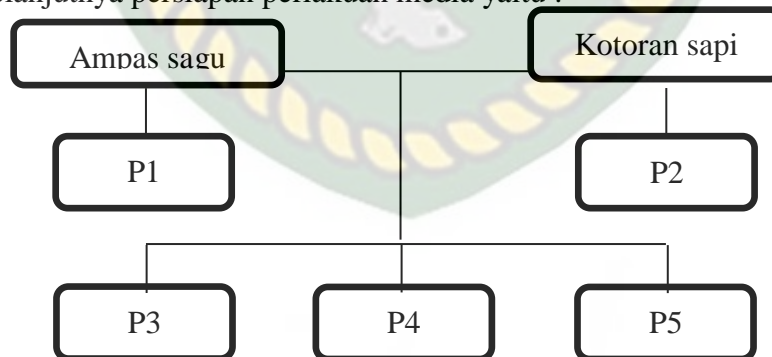 persiapan perlakuan media yaitu :
Ampas sagu
Kotoran sapi
P1
P2
P3
P4
P5